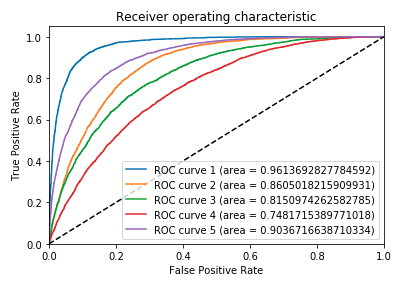 Receiver operating characteristic
True Positive Rate
1.0
0.8
0.6
0.4
0.2
0.0
ROC curve 1 (area = 0.9613692827784592)
ROC curve 2 (area = 0.8605018215909931)
ROC curve 3 (area = 0.8150974262582785)
ROC curve 4 (area = 0.7481715389771018)
ROC curve 5 (area = 0.9036716638710334)
0.0 0.2 0.4 0.6 0.8 1.0
False Positive Rate